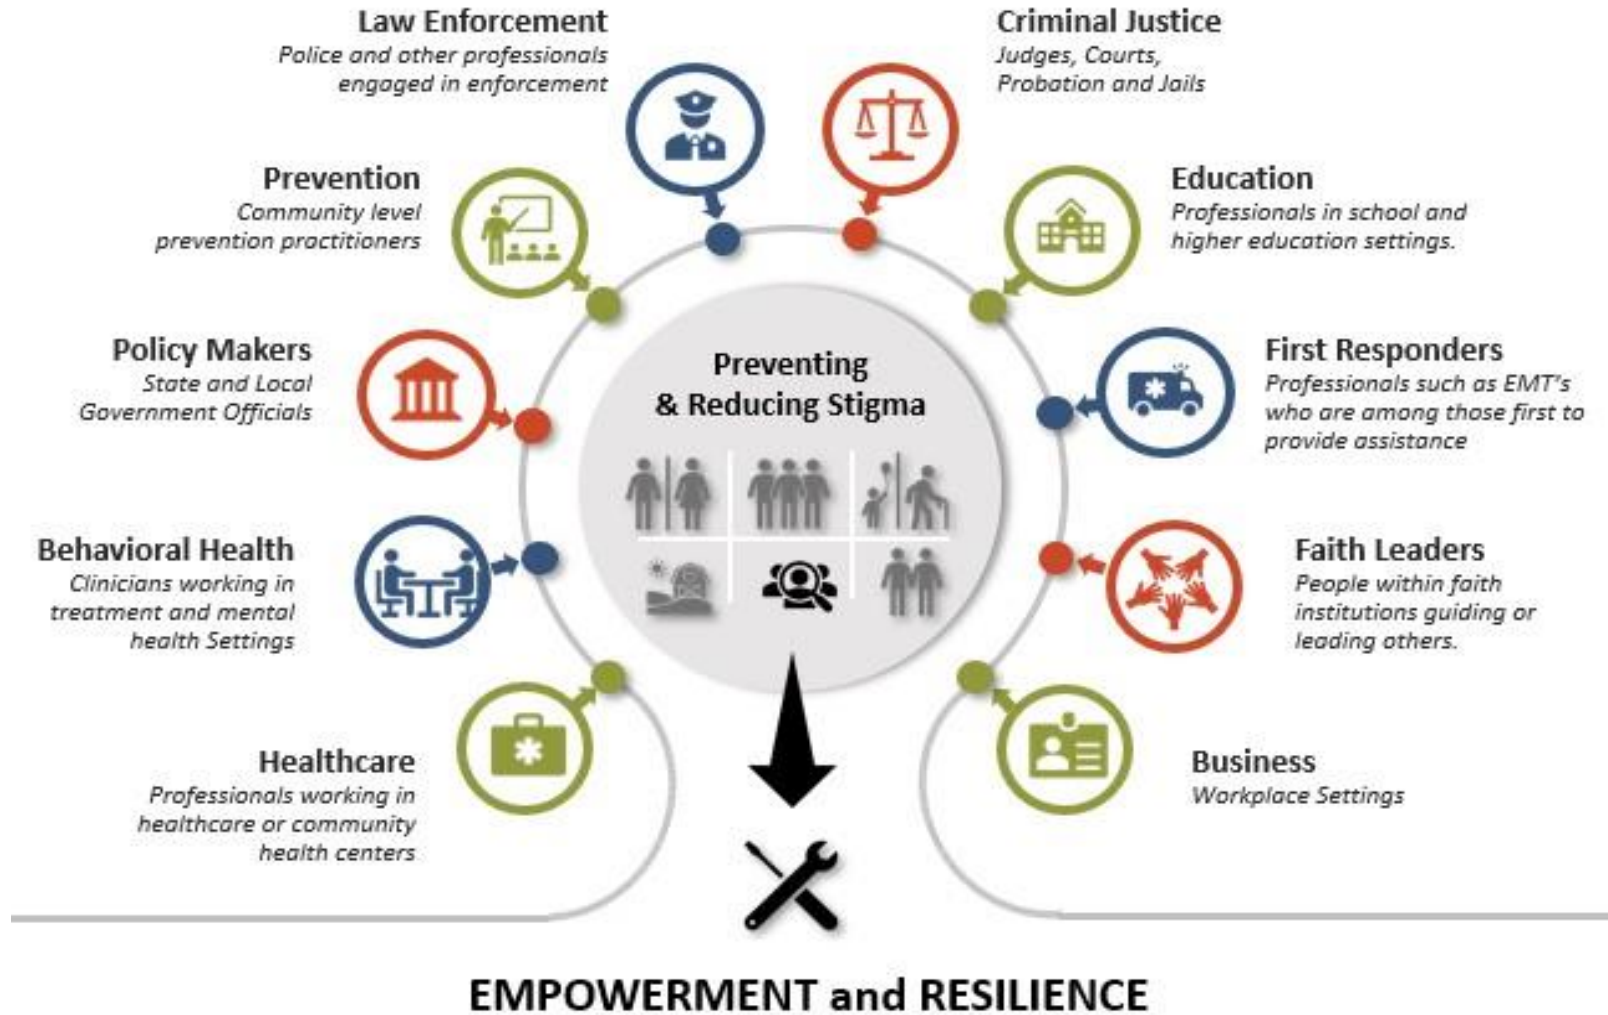 Law Enforcement
Police and other professionals
engaged in enforcement
Criminal Justice
Judges, Courts,
Probation and Jails
Prevention
Community level
prevention practitioners
Education
Professionals in school and
higher education settings.
Policy Makers
State and Local
Government Officials
Preventing
& Reducing Stigma
First Responders
Professionals such as EMT's
who are among those first to
provide assistance
Behavioral Health
Clinicians working in
treatment and mental
health Settings
Faith Leaders
People within faith
institutions guiding or
leading others.
Healthcare
Professionals working in
healthcare or community
health centers
Business
Workplace Settings
EMPOWERMENT and RESILIENCE